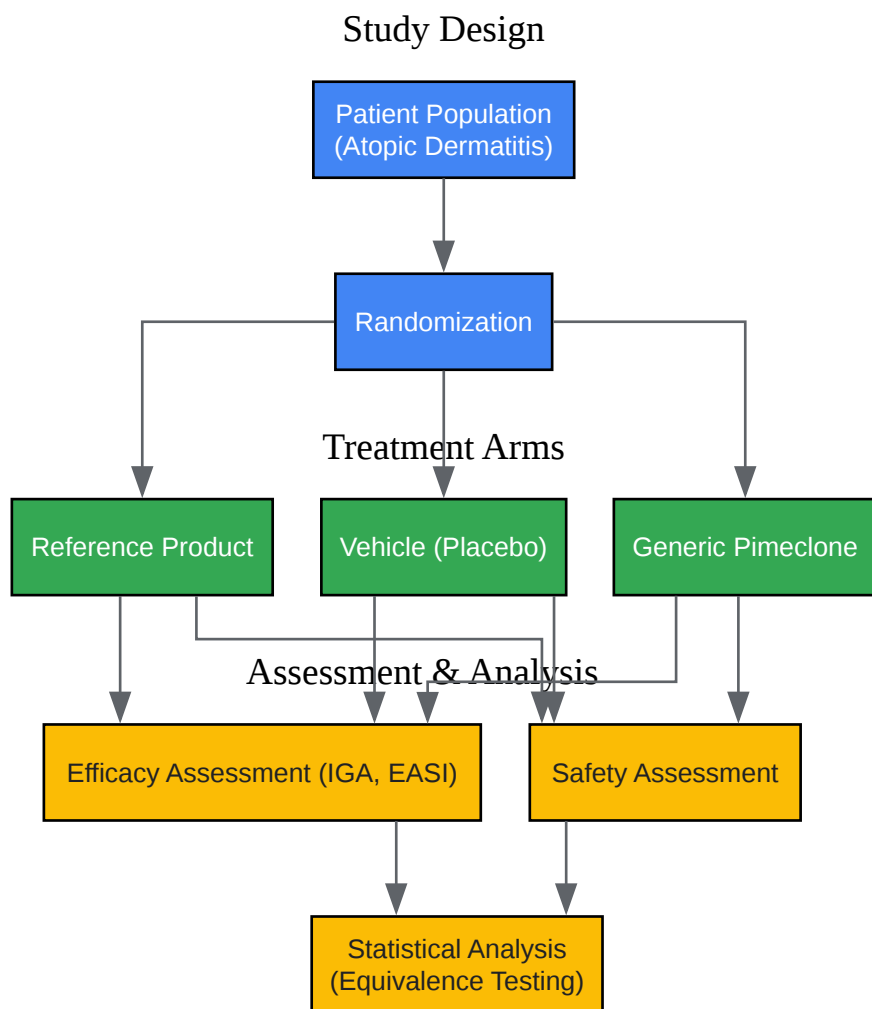 Study Design
Patient Population
(Atopic Dermatitis)
Randomization
Treatment Arms
Reference Product
Vehicle (Placebo)
Generic Pimeclone
Assessment & Analysis
Efficacy Assessment (IGA, EASI)
Safety Assessment
Statistical Analysis
(Equivalence Testing)